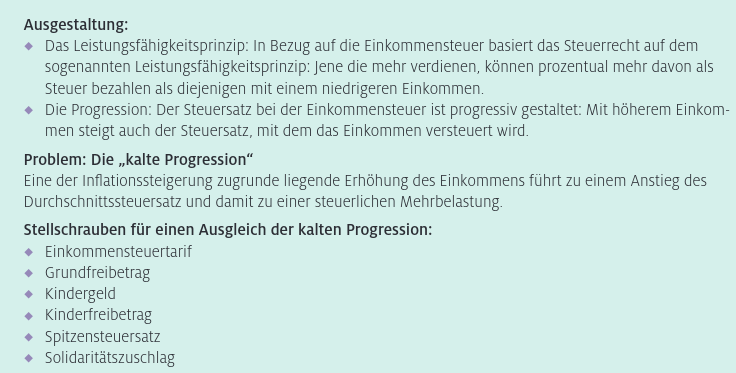 Ausgestaltung:
◆ Das Leistungsfähigkeitsprinzip: In Bezug auf die Einkommensteuer basiert das Steuerrecht auf dem
sogenannten Leistungsfähigkeitsprinzip: Jene die mehr verdienen, können prozentual mehr davon als
Steuer bezahlen als diejenigen mit einem niedrigeren Einkommen.
◆ Die Progression: Der Steuersatz bei der Einkommensteuer ist progressiv gestaltet: Mit höherem Einkom-
men steigt auch der Steuersatz, mit dem das Einkommen versteuert wird.
Problem: Die „kalte Progression“
Eine der Inflationssteigerung zugrunde liegende Erhöhung des Einkommens führt zu einem Anstieg des
Durchschnittssteuersatz und damit zu einer steuerlichen Mehrbelastung.
Stellschrauben für einen Ausgleich der kalten Progression:
◆ Einkommensteuertarif
◆ Grundfreibetrag
◆ Kindergeld
◆ Kinderfreibetrag
◆ Spitzensteuersatz
◆ Solidaritätszuschlag